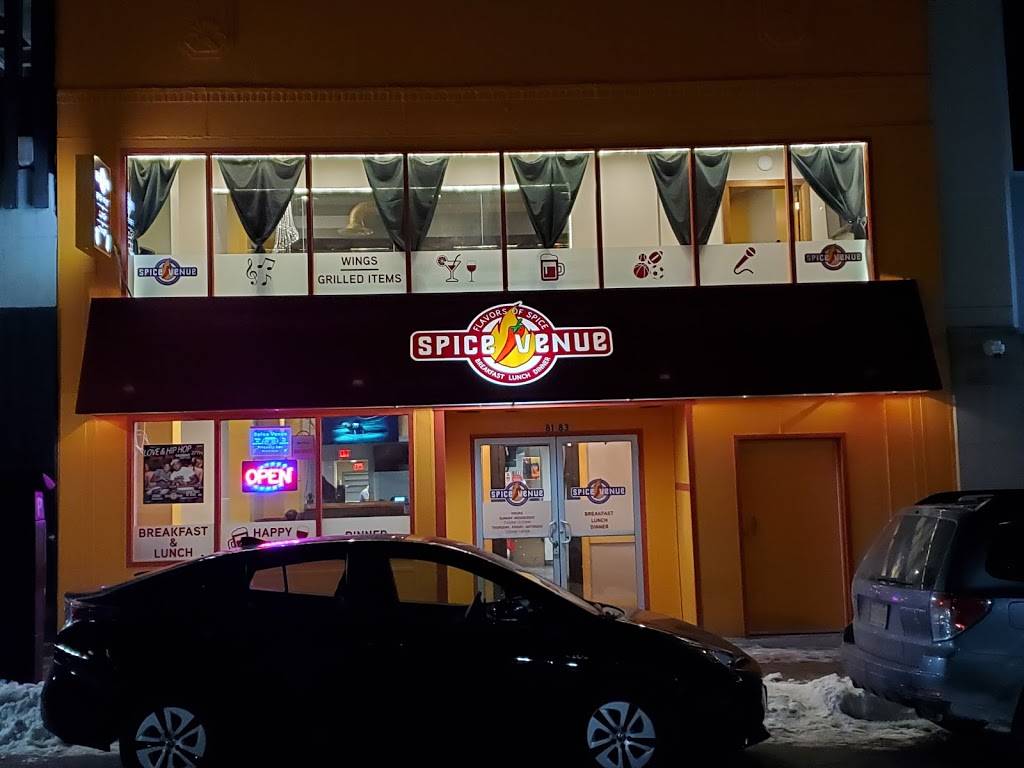 SPICE VENUE
WINGS
GRILLED ITEMS
SPICE VENUE
FLAVORS OF SPICE
SPICE VENUE
BREAKFAST LUNCH DINNER
81 83
LOVE & HIP HOP
OPEN
SPICE VENUE
SPICE VENUE
BREAKFAST
&
LUNCH
HAPPY
DINNER
HOURS
BREAKFAST
LUNCH
DINNER